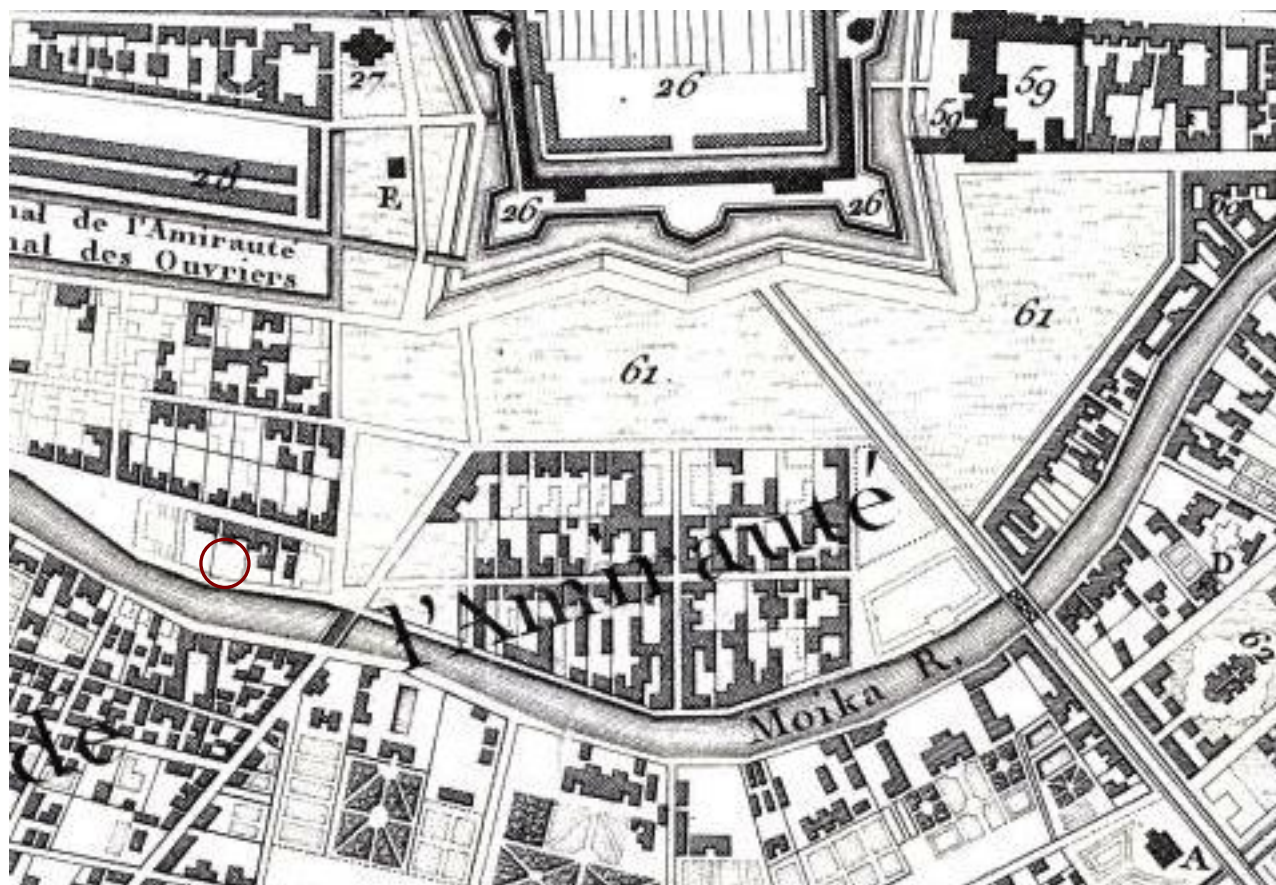 27
26
59
59
28
E
26
26
60
nal de l'Amirauté
nal des Ouvriers
61
61
l'Amirauté
D
62
Moika R.
de
A